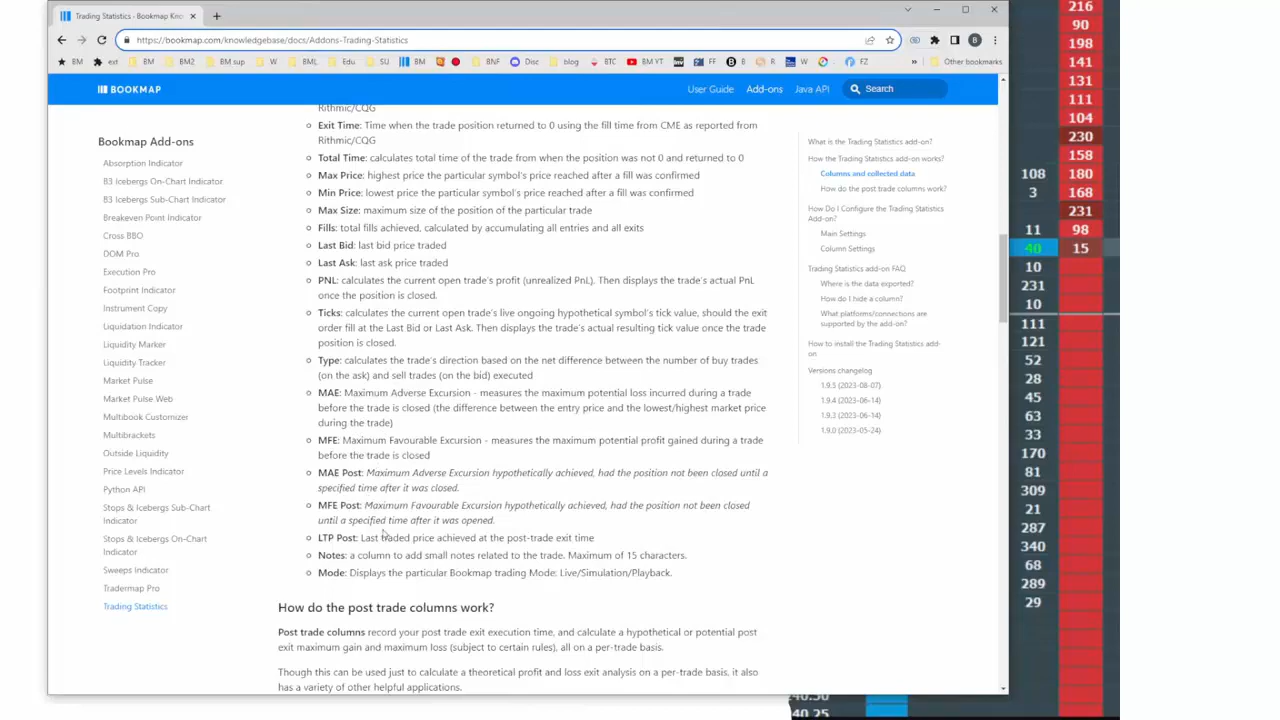 Trading Statistics - Bookmap Kno
https://bookmap.com/knowledgebase/docs/Addons-Trading-Statistics
B
BM
ext
BM
BM2
BM sup
W
BML
Edu
SU
BM
BNF
Disc
blog
BTC
BM YT
FF
B
R
W
FZ
»
Other bookmarks
BOOKMAP
User Guide
Add-ons
Java API
Search
Bookmap Add-ons
Absorption Indicator
B3 Icebergs On-Chart Indicator
B3 Icebergs Sub-Chart Indicator
Breakeven Point Indicator
Cross BBO
DOM Pro
Execution Pro
Footprint Indicator
Instrument Copy
Liquidation Indicator
Liquidity Marker
Liquidity Tracker
Market Pulse
Market Pulse Web
Multibook Customizer
Multibrackets
Outside Liquidity
Price Levels Indicator
Python API
Stops & Icebergs Sub-Chart
Indicator
Stops & Icebergs On-Chart
Indicator
Sweeps Indicator
Tradermap Pro
Trading Statistics
Rithmic/CQG
Exit Time: Time when the trade position returned to 0 using the fill time from CME as reported from
Rithmic/CQG
Total Time: calculates total time of the trade from when the position was not 0 and returned to 0
Max Price: highest price the particular symbol's price reached after a fill was confirmed
Min Price: lowest price the particular symbol's price reached after a fill was confirmed
Max Size: maximum size of the position of the particular trade
Fills: total fills achieved, calculated by accumulating all entries and all exits
Last Bid: last bid price traded
Last Ask: last ask price traded
PNL: calculates the current open trade's profit (unrealized PnL). Then displays the trade's actual PnL
once the position is closed.
Ticks: calculates the current open trade's live ongoing hypothetical symbol's tick value, should the exit
order fill at the Last Bid or Last Ask. Then displays the trade's actual resulting tick value once the trade
position is closed.
Type: calculates the trade's direction based on the net difference between the number of buy trades
(on the ask) and sell trades (on the bid) executed
MAE: Maximum Adverse Excursion - measures the maximum potential loss incurred during a trade
before the trade is closed (the difference between the entry price and the lowest/highest market price
during the trade)
MFE: Maximum Favourable Excursion - measures the maximum potential profit gained during a trade
before the trade is closed
MAE Post: Maximum Adverse Excursion hypothetically achieved, had the position not been closed until a
specified time after it was closed.
MFE Post: Maximum Favourable Excursion hypothetically achieved, had the position not been closed
until a specified time after it was opened.
LTP Post: Last traded price achieved at the post-trade exit time
Notes: a column to add small notes related to the trade. Maximum of 15 characters.
Mode: Displays the particular Bookmap trading Mode: Live/Simulation/Playback.
How do the post trade columns work?
Post trade columns record your post trade exit execution time, and calculate a hypothetical or potential post
exit maximum gain and maximum loss (subject to certain rules), all on a per-trade basis.
Though this can be used just to calculate a theoretical profit and loss exit analysis on a per-trade basis, it also
has a variety of other helpful applications.
What is the Trading Statistics add-on?
How the Trading Statistics add-on works?
Columns and collected data
How do the post trade columns work?
How Do I Configure the Trading Statistics
Add-on?
Main Settings
Column Settings
Trading Statistics add-on FAQ
Where is the data exported?
How do I hide a column?
What platforms/connections are
supported by the add-on?
How to install the Trading Statistics add-
on
Versions changelog
1.9.5 (2023-08-07)
1.9.4 (2023-06-14)
1.9.3 (2023-06-14)
1.9.0 (2023-05-24)
216
90
198
141
131
111
104
230
158
108 180
3 168
231
11 98
40 15
10
231
10
111
121
52
28
45
63
33
170
81
309
21
287
340
68
289
29
240.50
40.25